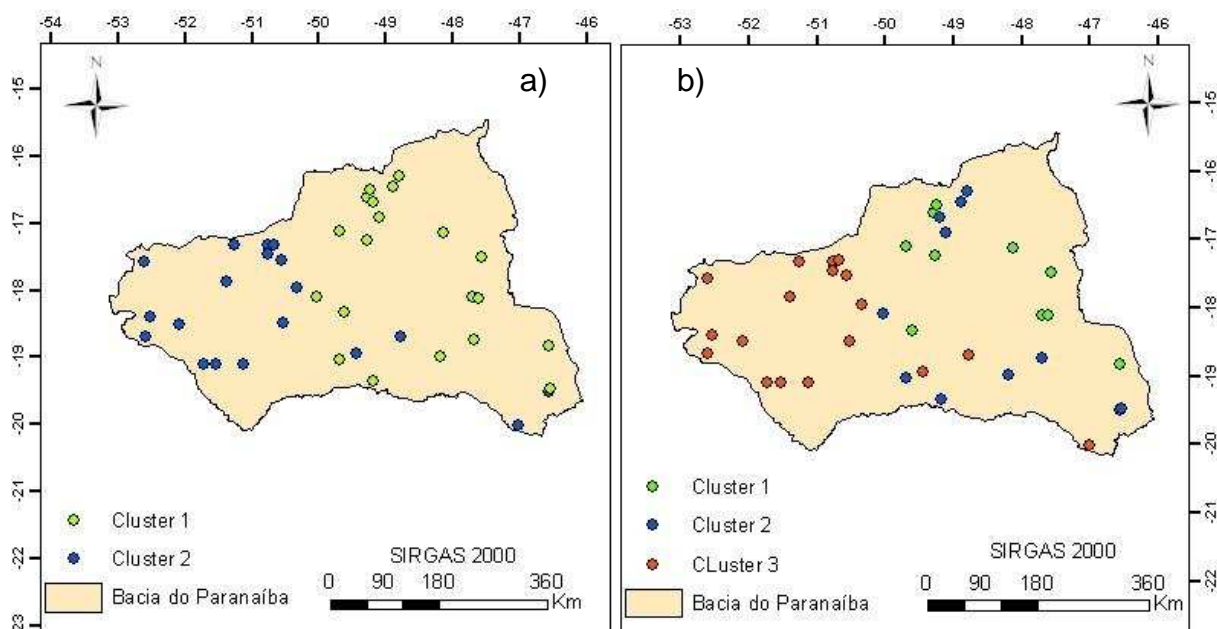 -54 -53 -52 -51 -50 -49 -48 -47 -46
-15
-16
-17
-18
-19
-20
-21
-22
-23
N
a)
Cluster 1
Cluster 2
Bacia do Paranaíba
SIRGAS 2000
0 90 180 360
Km
-53 -52 -51 -50 -49 -48 -47 -46
b)
N
-15
-16
-17
-18
-19
-20
-21
-22
Cluster 1
Cluster 2
CLuster 3
Bacia do Paranaíba
SIRGAS 2000
0 90 180 360
Km